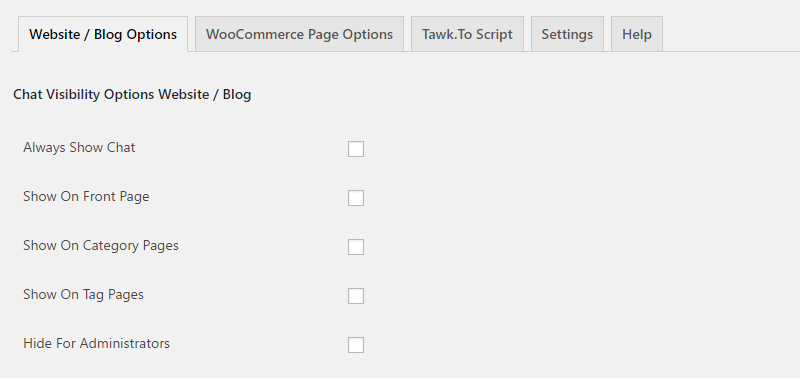 Website / Blog Options WooCommerce Page Options Tawk.To Script Settings Help
Chat Visibility Options Website / Blog
Always Show Chat
Show On Front Page
Show On Category Pages
Show On Tag Pages
Hide For Administrators